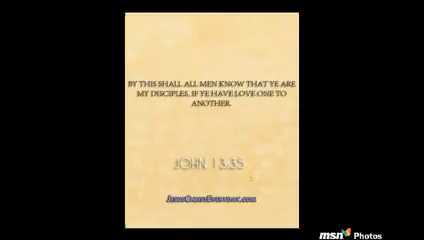 BY THIS SHALL ALL MEN KNOW THAT YE ARE
MY DISCIPLES, IF YE HAVE LOVE ONE TO
ANOTHER.
JOHN 13:35
JESUSCHRISTEVERYDAY.COM
msn Photos